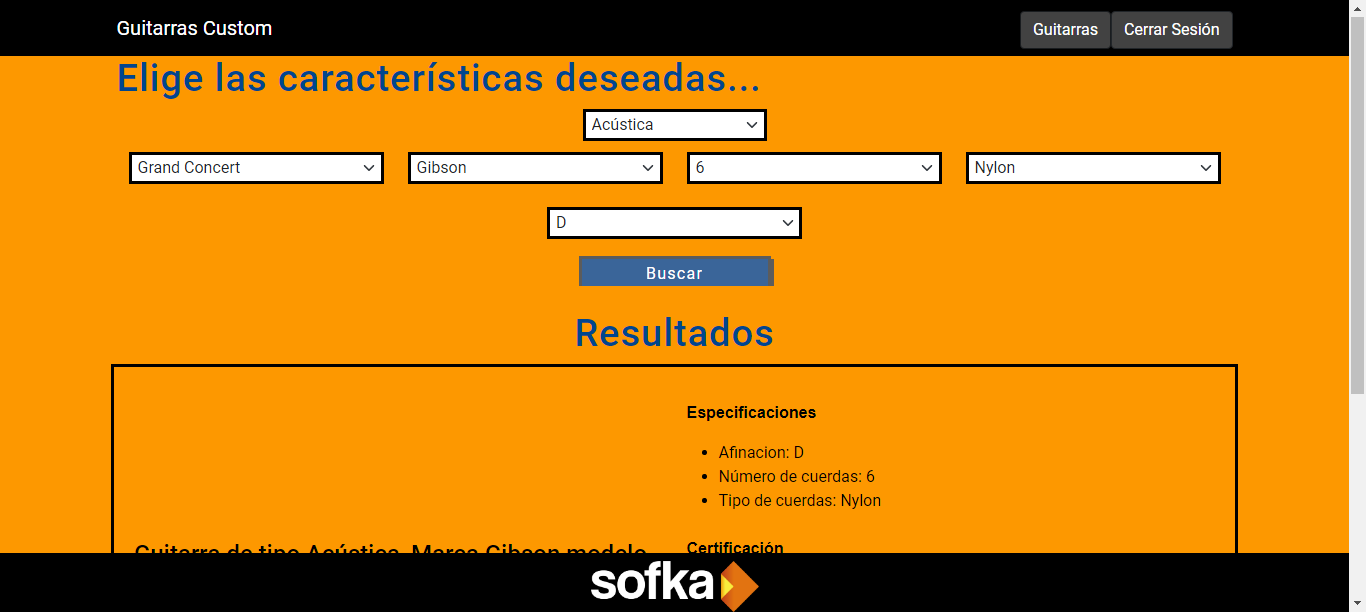 Guitarras Custom
Guitarras Cerrar Sesión
Elige las características deseadas...
Acústica
Grand Concert Gibson 6 Nylon
D
Buscar
Resultados
Especificaciones
Afinacion: D
Número de cuerdas: 6
Tipo de cuerdas: Nylon
Guitarra de tipo Acústica, Marca Gibson modelo
Certificación
sofka